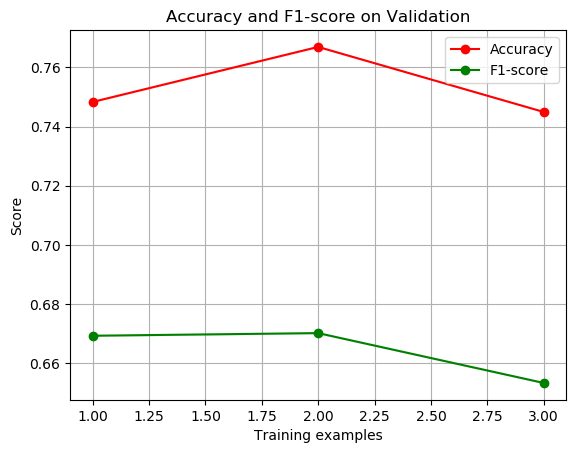 Accuracy and F1-score on Validation
Accuracy
F1-score
Score
0.76
0.74
0.72
0.70
0.68
0.66
1.00 1.25 1.50 1.75 2.00 2.25 2.50 2.75 3.00
Training examples